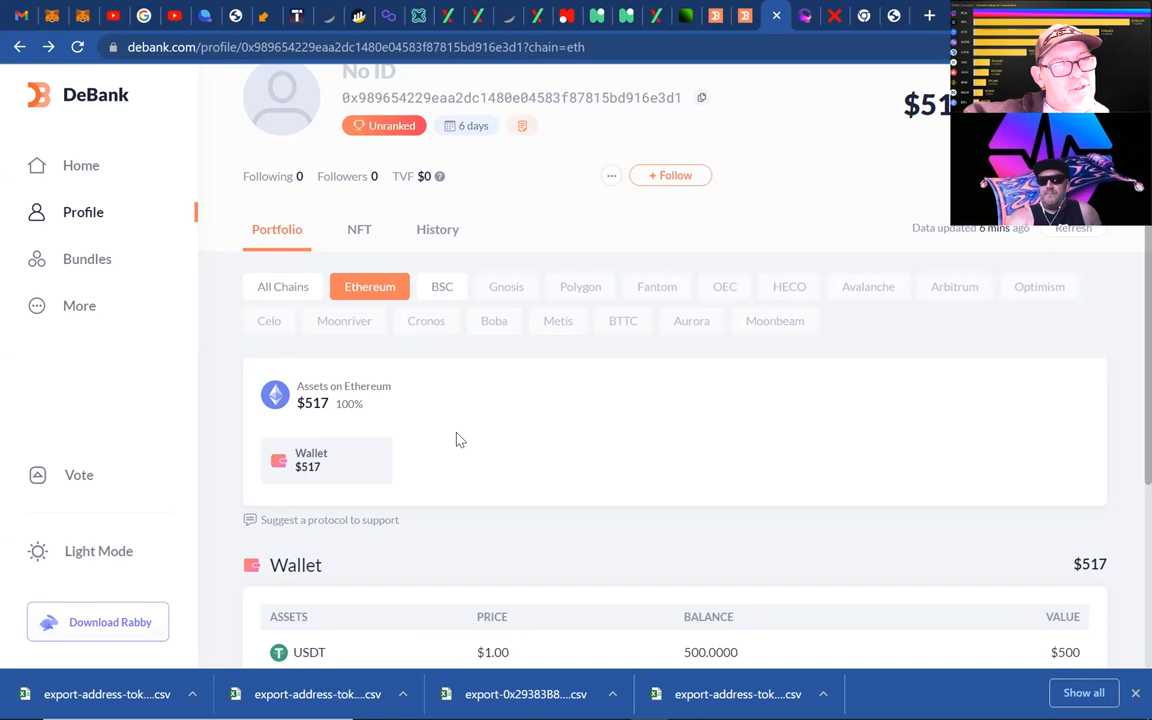 debank.com/profile/0x989654229eaa2dc1480e04583f87815bd916e3d1?chain=eth
DeBank
No ID
0x989654229eaa2dc1480e04583f87815bd916e3d1
$51
Unranked
6 days
Home
Following 0 Followers 0 TVF $0
+ Follow
Profile
Portfolio
NFT
History
Data updated 6 mins ago
Refresh
Bundles
More
All Chains
Ethereum
BSC
Gnosis
Polygon
Fantom
OEC
HECO
Avalanche
Arbitrum
Optimism
Celo
Moonriver
Cronos
Boba
Metis
BTTC
Aurora
Moonbeam
Assets on Ethereum
$517 100%
Wallet
$517
Vote
Suggest a protocol to support
Light Mode
Wallet
$517
Download Rabby
ASSETS PRICE BALANCE VALUE
USDT $1.00 500.0000 $500
export-address-tok....csv
export-address-tok....csv
export-0x29383B8....csv
export-address-tok....csv
Show all